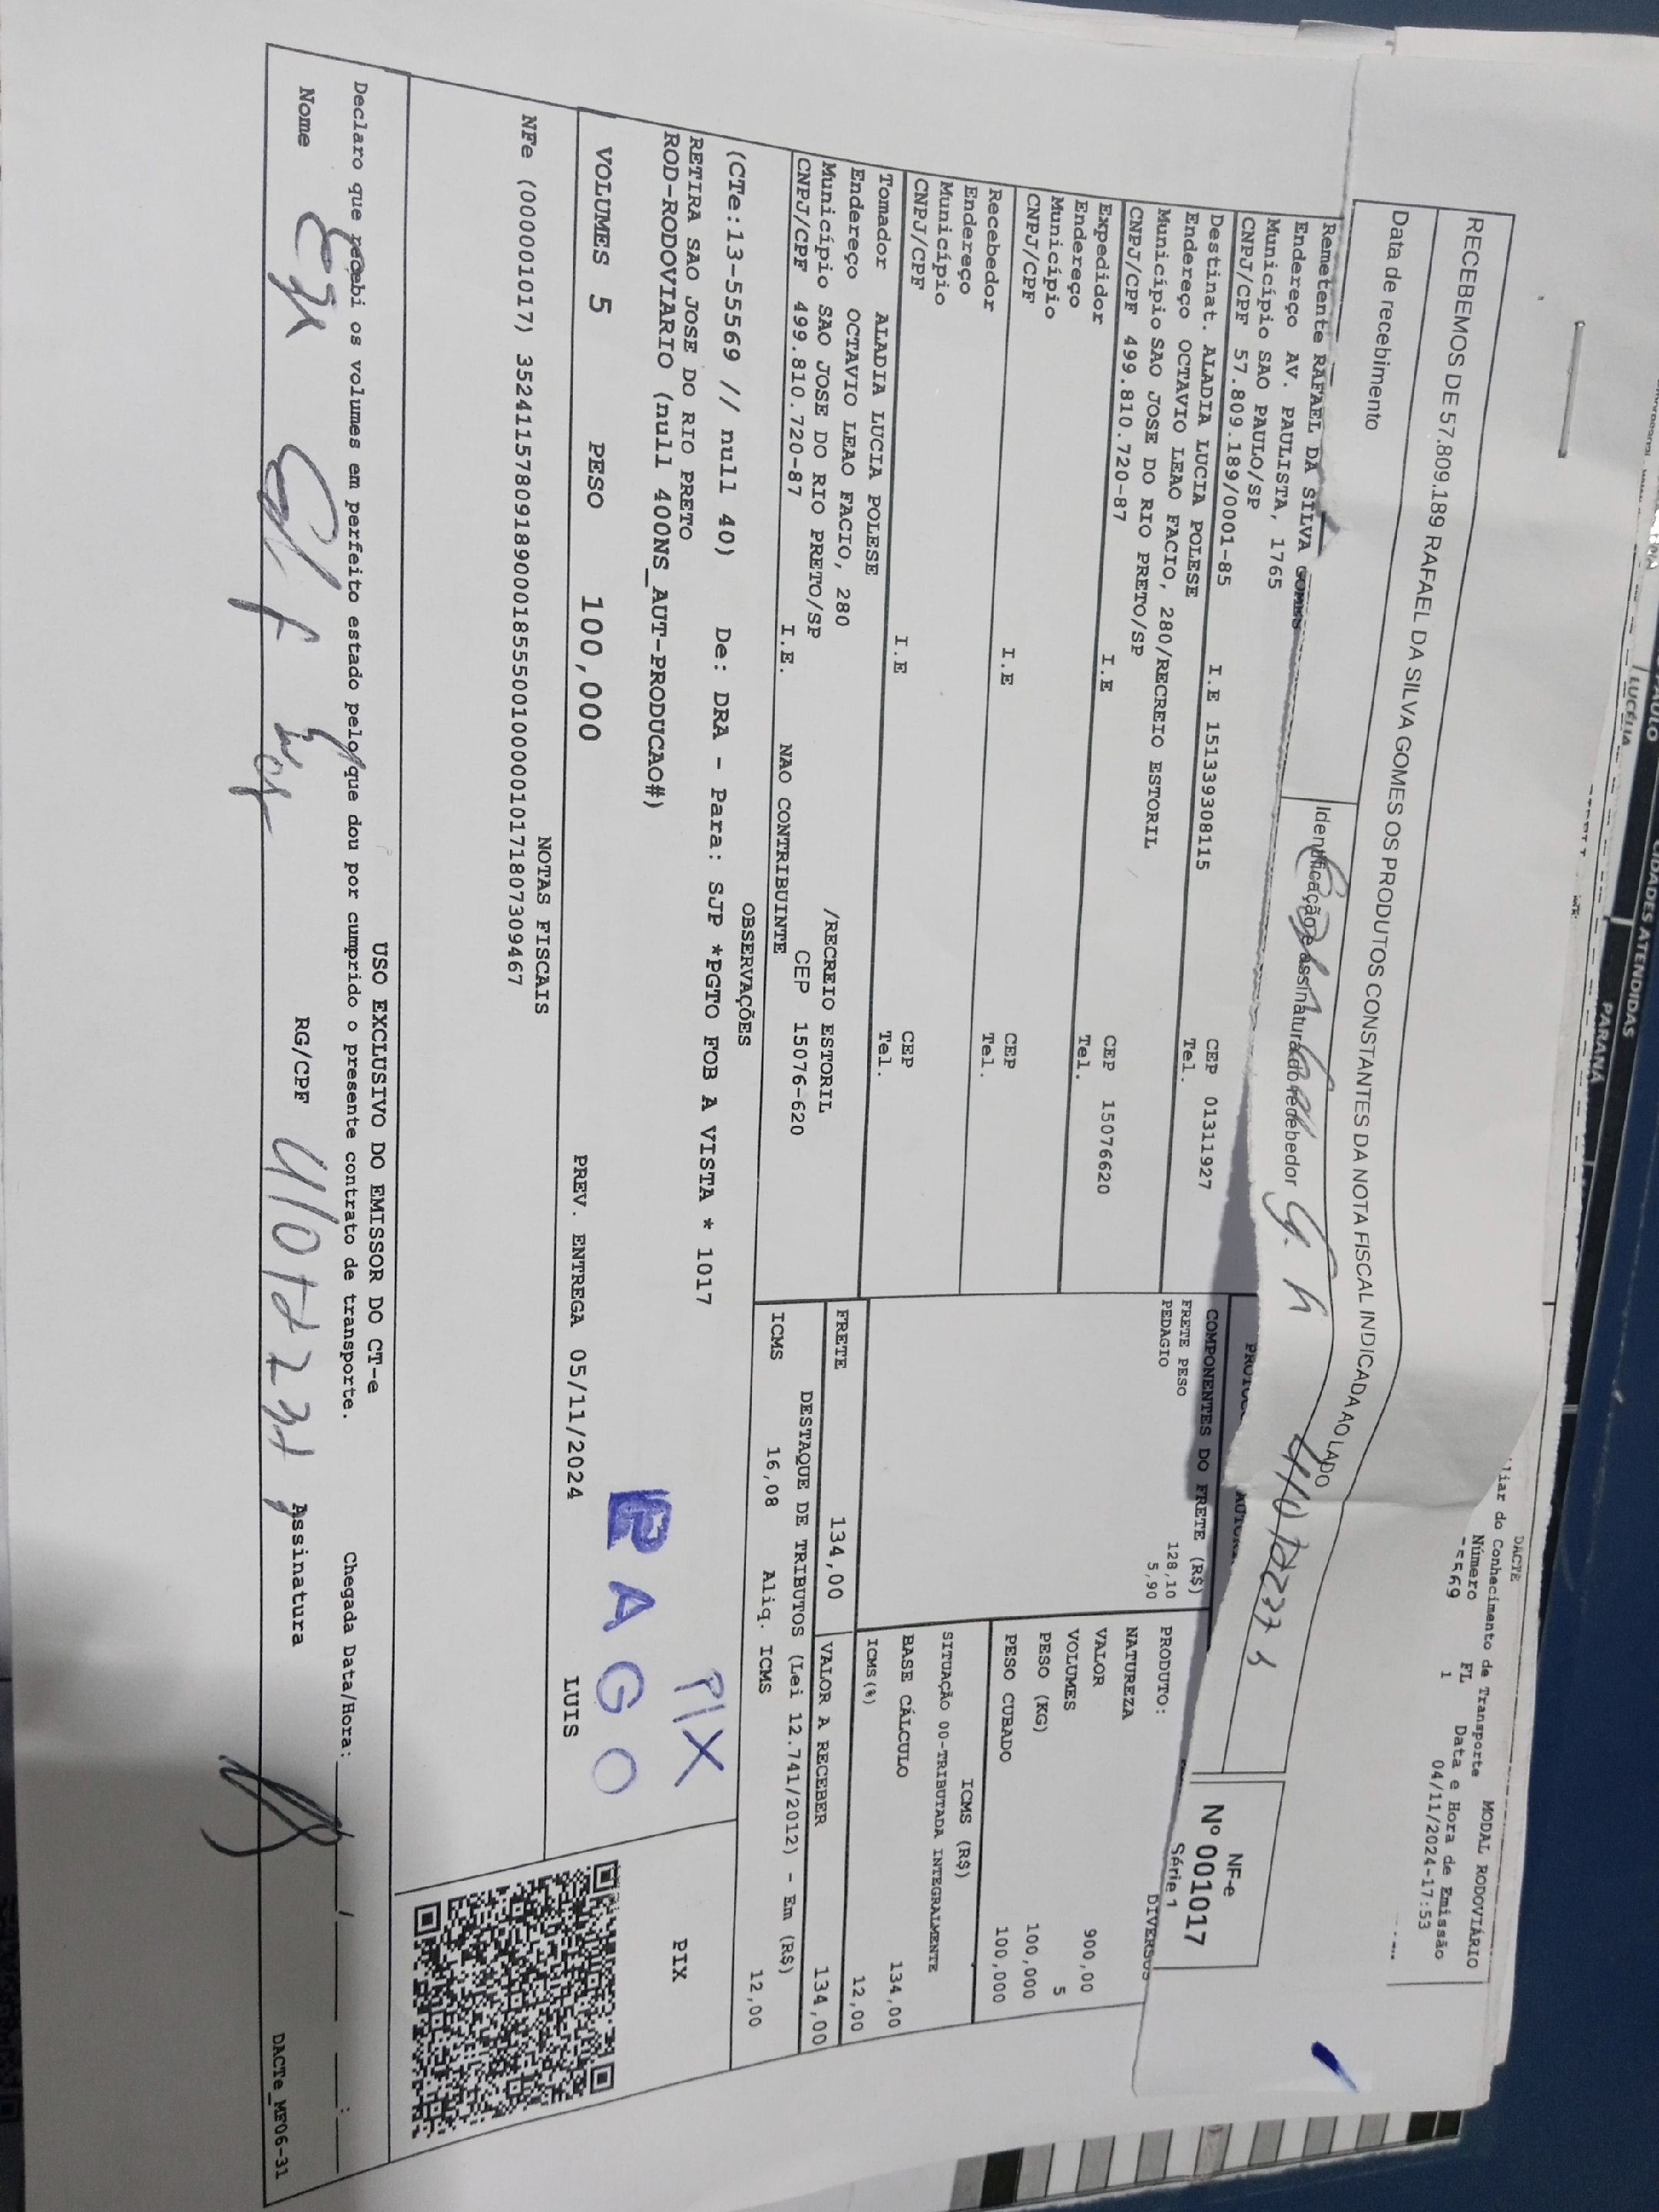 CIDADES ATENDIDAS
PARANÁ
LUCÉLIA
RECEBEMOS DE 57.809.189 RAFAEL DA SILVA GOMES OS PRODUTOS CONSTANTES DA NOTA FISCAL INDICADA AO LADO
Data de recebimento
Identificação e assinatura do recebedor
NF-e
Nº 001017
Série 1
DACTE
liar do Conhecimento de Transporte
MODAL RODOVIÁRIO
Número FL Data e Hora de Emissão
5569 1 04/11/2024-17:53
Remetente RAFAEL DA SILVA GOMES
Endereço AV. PAULISTA, 1765
Município SAO PAULO/SP
CNPJ/CPF 57.809.189/0001-85 I.E 151339308115 CEP 01311927
Tel.
Destinat. ALADIA LUCIA POLESE
Endereço OCTAVIO LEAO FACIO, 280/RECREIO ESTORIL
Município SAO JOSE DO RIO PRETO/SP CEP 15076620
CNPJ/CPF 499.810.720-87 I.E Tel.
Expedidor
Endereço
Município CEP
CNPJ/CPF I.E Tel.
Recebedor
Endereço
Município CEP
CNPJ/CPF I.E Tel.
Tomador ALADIA LUCIA POLESE
Endereço OCTAVIO LEAO FACIO, 280 /RECREIO ESTORIL
Município SAO JOSE DO RIO PRETO/SP CEP 15076-620
CNPJ/CPF 499.810.720-87 I.E. NAO CONTRIBUINTE
COMPONENTES DO FRETE (R$)
FRETE PESO 128,10
PEDAGIO 5,90
PRODUTO: DIVERSOS
NATUREZA
VALOR 900,00
VOLUMES 5
PESO (KG) 100,000
PESO CUBADO 100,000
ICMS (R$)
SITUAÇÃO 00-TRIBUTADA INTEGRALMENTE
BASE CÁLCULO 134,00
ICMS(%) 12,00
FRETE 134,00
VALOR A RECEBER 134,00
DESTAQUE DE TRIBUTOS (Lei 12.741/2012) - Em (R$)
ICMS 16,08 Aliq. ICMS 12,00
OBSERVAÇÕES
(CTe:13-55569 // null 40) De: DRA - Para: SJP *PGTO FOB A VISTA * 1017
RETIRA SAO JOSE DO RIO PRETO
ROD-RODOVIARIO (null 400NS_AUT-PRODUCAO#)
PIX
PIX
PAGO
VOLUMES 5 PESO 100,000 PREV. ENTREGA 05/11/2024 LUIS
NOTAS FISCAIS
NFe (000001017) 35241157809189000185550010000010171807309467
USO EXCLUSIVO DO EMISSOR DO CT-e
Declaro que recebi os volumes em perfeito estado pelo que dou por cumprido o presente contrato de transporte. Chegada Data/Hora: ____/____ ____:____
Nome RG/CPF Assinatura
DACTe_MF06-31